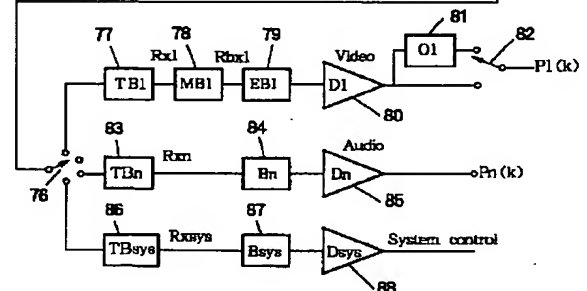 77 78 79 81 82
Rx1 Rbx1 Video
TB1 MB1 EB1 D1 O1 P1(k)
80
76
83 84 Audio
Rxn
TBn Bn Dn Pn(k)
85
86 87
Rxsys System control
TBsys Bsys Dsys
88